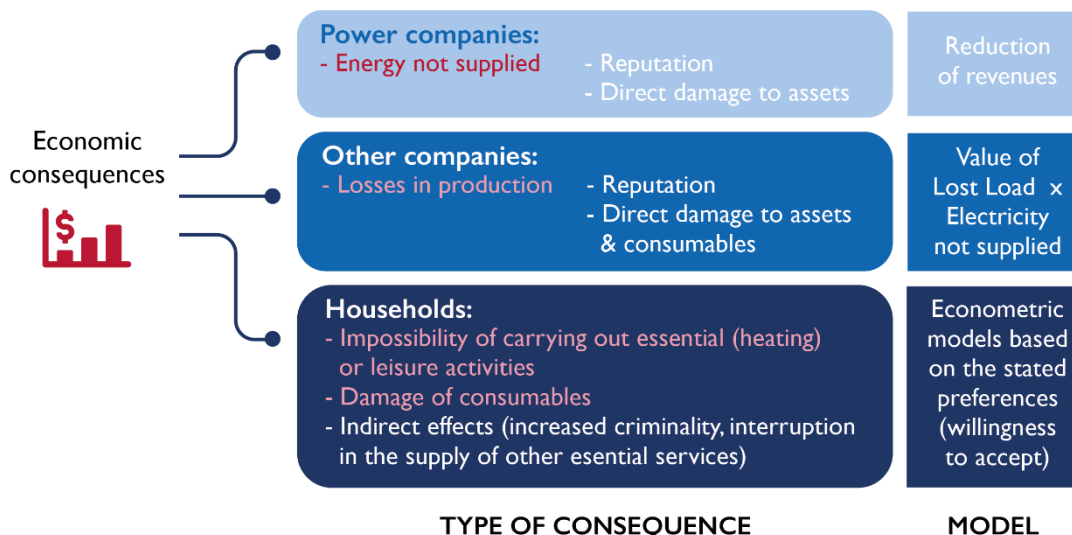 Economic
consequences
$
Power companies:
- Energy not supplied
- Reputation
- Direct damage to assets
Reduction
of revenues
Other companies:
- Losses in production
- Reputation
- Direct damage to assets
& consumables
Value of
Lost Load x
Electricity
not supplied
Households:
- Impossibility of carrying out essential (heating)
or leisure activities
- Damage of consumables
- Indirect effects (increased criminality, interruption
in the supply of other esential services)
Econometric
models based
on the stated
preferences
(willingness
to accept)
TYPE OF CONSEQUENCE
MODEL